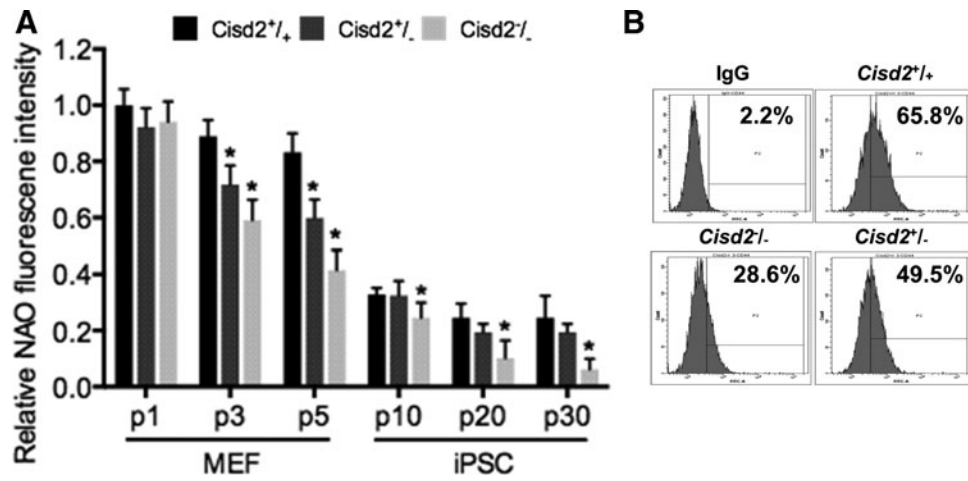 A
Cisd2+/+ Cisd2+/- Cisd2-/-
Relative NAO fluorescene intensity
1.2
1.0
0.8
0.6
0.4
0.2
0.0
* * * * * * *
p1 p3 p5 p10 p20 p30
MEF iPSC
B
IgG Cisd2+/+
2.2% 65.8%
Cisd2-/- Cisd2+/-
28.6% 49.5%